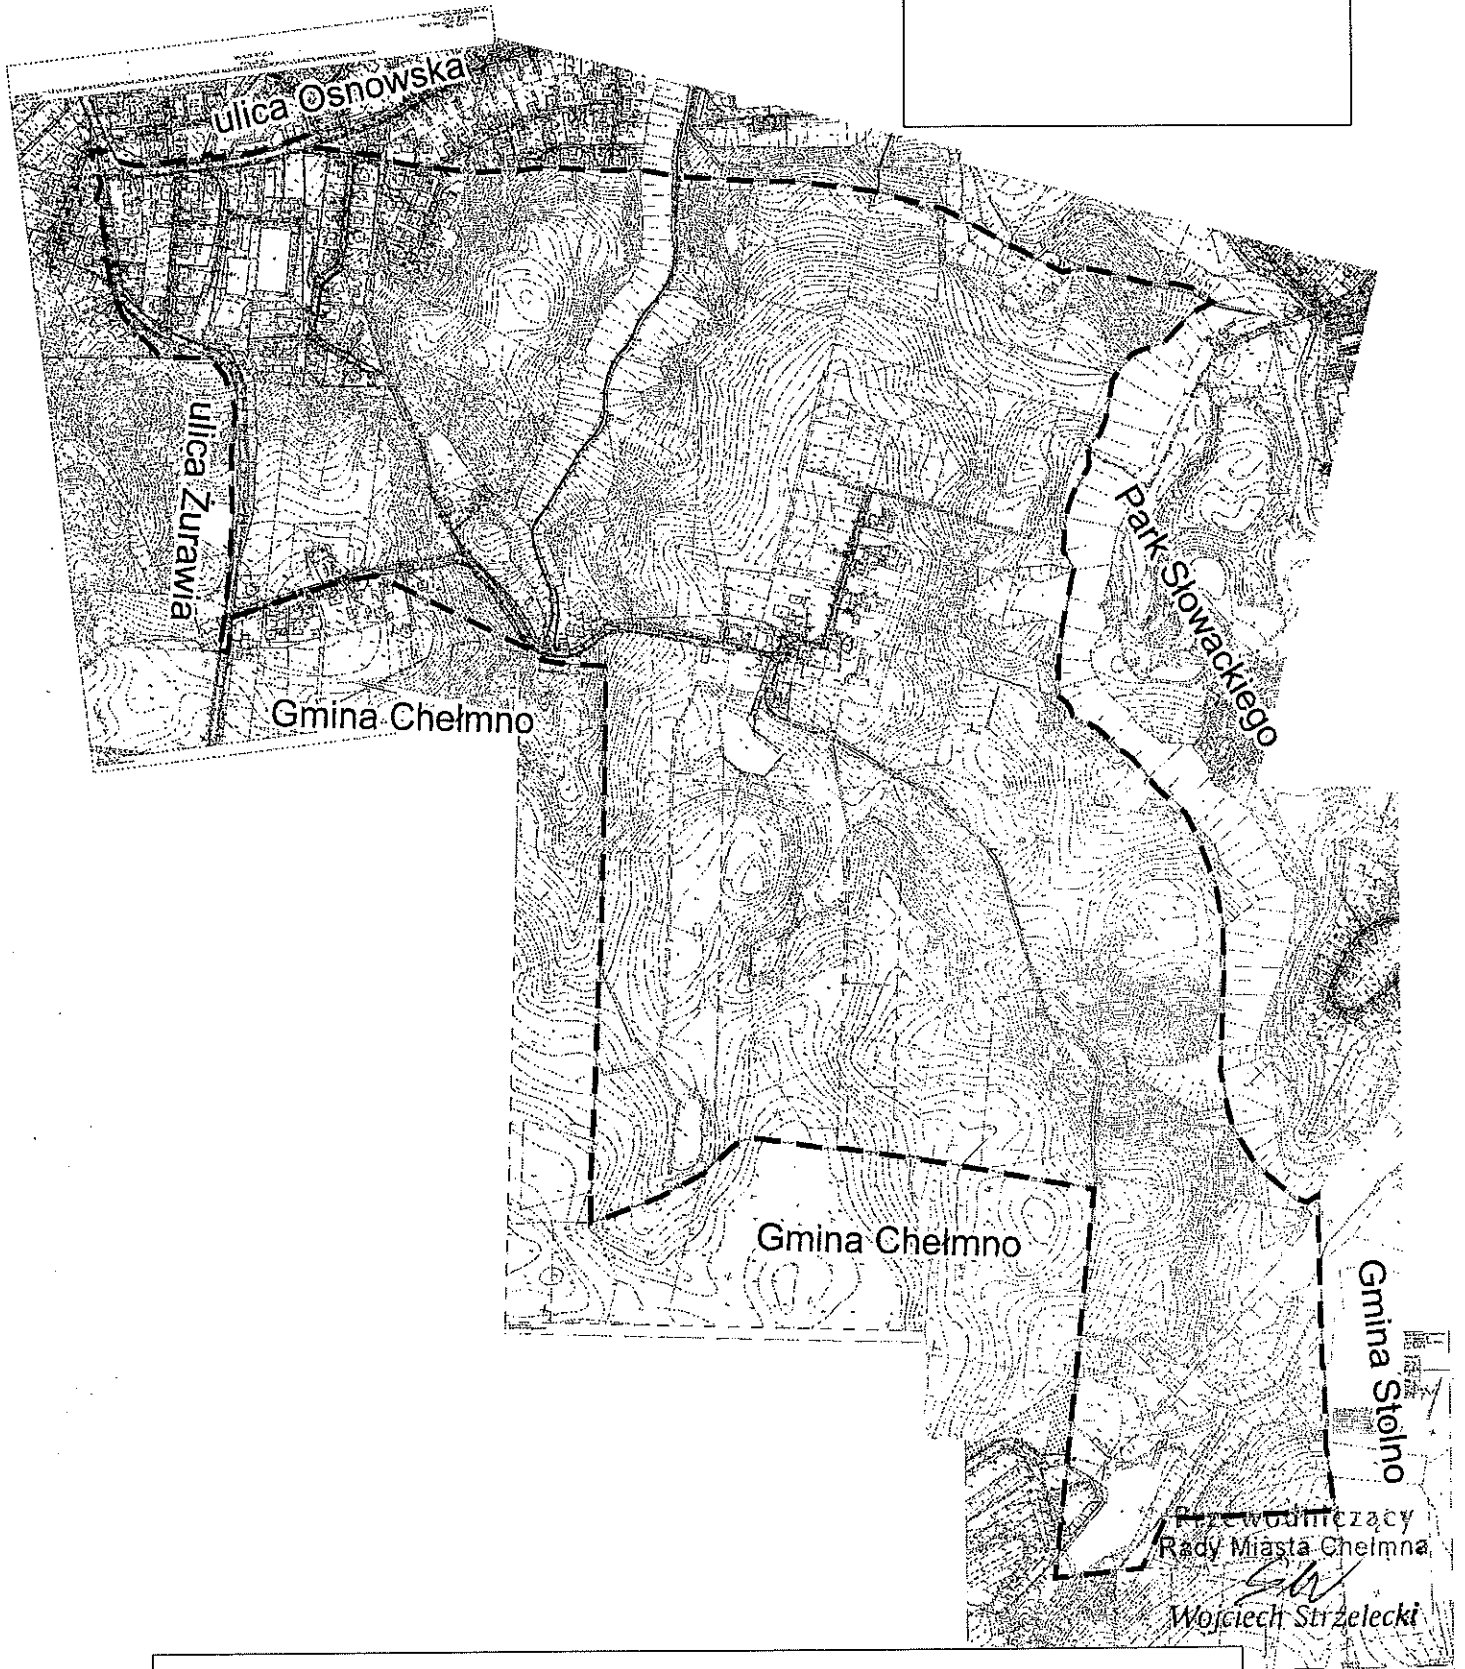 ulica Osnowska
ulica Żurawia
Park Słowackiego
Gmina Chełmno
Gmina Chełmno
Gmina Stolno
Przewodniczący
Rady Miasta Chełmna
Wojciech Strzelecki